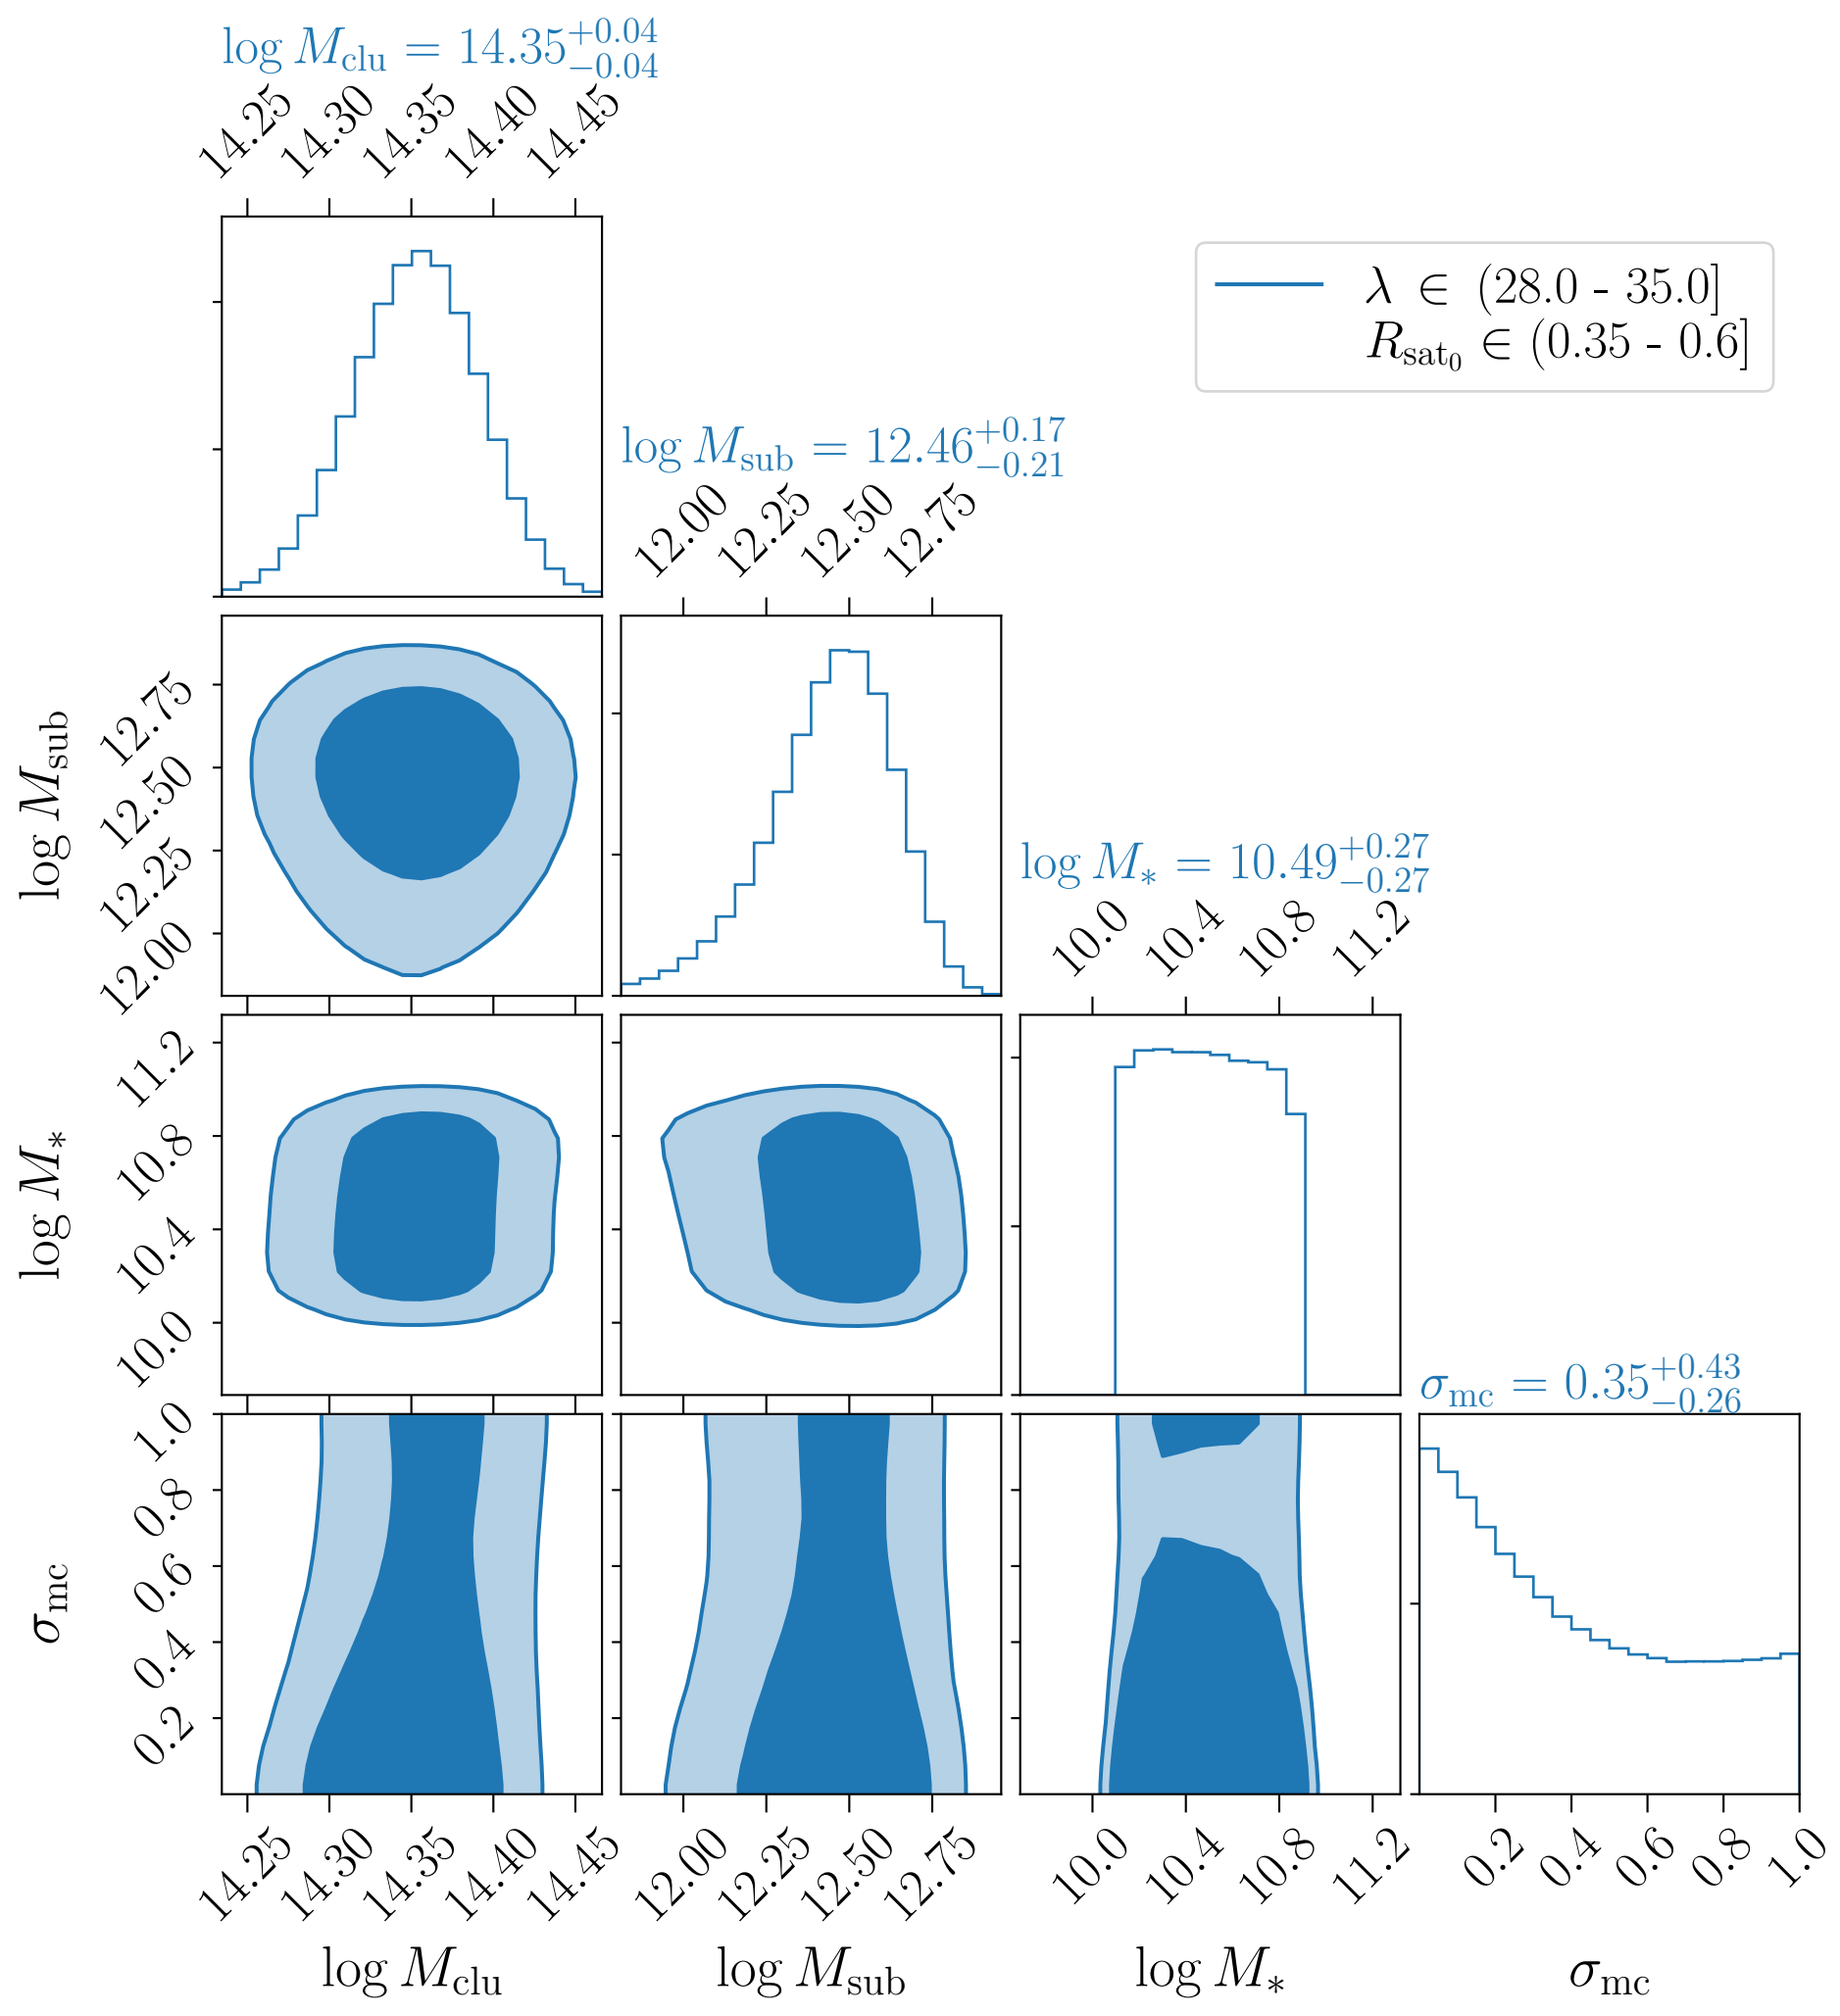 log M_clu = 14.35^{+0.04}_{-0.04}
14.25 14.30 14.35 14.40 14.45
λ ∈ (28.0 - 35.0]
R_{sat_0} ∈ (0.35 - 0.6]
log M_sub = 12.46^{+0.17}_{-0.21}
12.00 12.25 12.50 12.75
log M_sub
12.75
12.50
12.25
12.00
log M_* = 10.49^{+0.27}_{-0.27}
10.0 10.4 10.8 11.2
log M_*
11.2
10.8
10.4
10.0
σ_mc = 0.35^{+0.43}_{-0.26}
σ_mc
1.0
0.8
0.6
0.4
0.2
14.25 14.30 14.35 14.40 14.45
12.00 12.25 12.50 12.75
10.0 10.4 10.8 11.2
0.2 0.4 0.6 0.8 1.0
log M_clu
log M_sub
log M_*
σ_mc